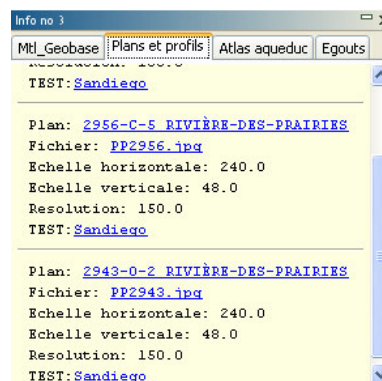 Info no 3
Mtl_Geobase Plans et profils Atlas aqueduc Egouts
Resolution: 150.0
TEST:Sandiego
Plan: 2956-C-5 RIVIÈRE-DES-PRAIRIES
Fichier: PP2956.jpg
Echelle horizontale: 240.0
Echelle verticale: 48.0
Resolution: 150.0
TEST:Sandiego
Plan: 2943-O-2 RIVIÈRE-DES-PRAIRIES
Fichier: PP2943.jpg
Echelle horizontale: 240.0
Echelle verticale: 48.0
Resolution: 150.0
TEST:Sandiego